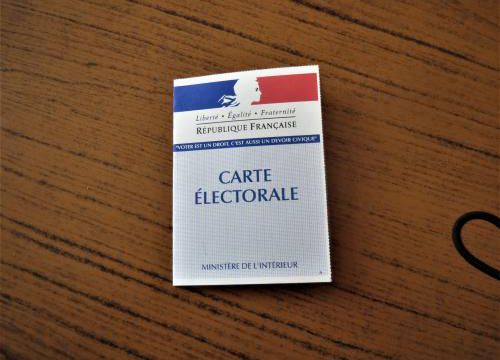 Liberté • Égalité • Fraternité
RÉPUBLIQUE FRANÇAISE
"VOTER EST UN DROIT, C'EST AUSSI UN DEVOIR CIVIQUE"
CARTE
ÉLECTORALE
MINISTÈRE DE L'INTÉRIEUR